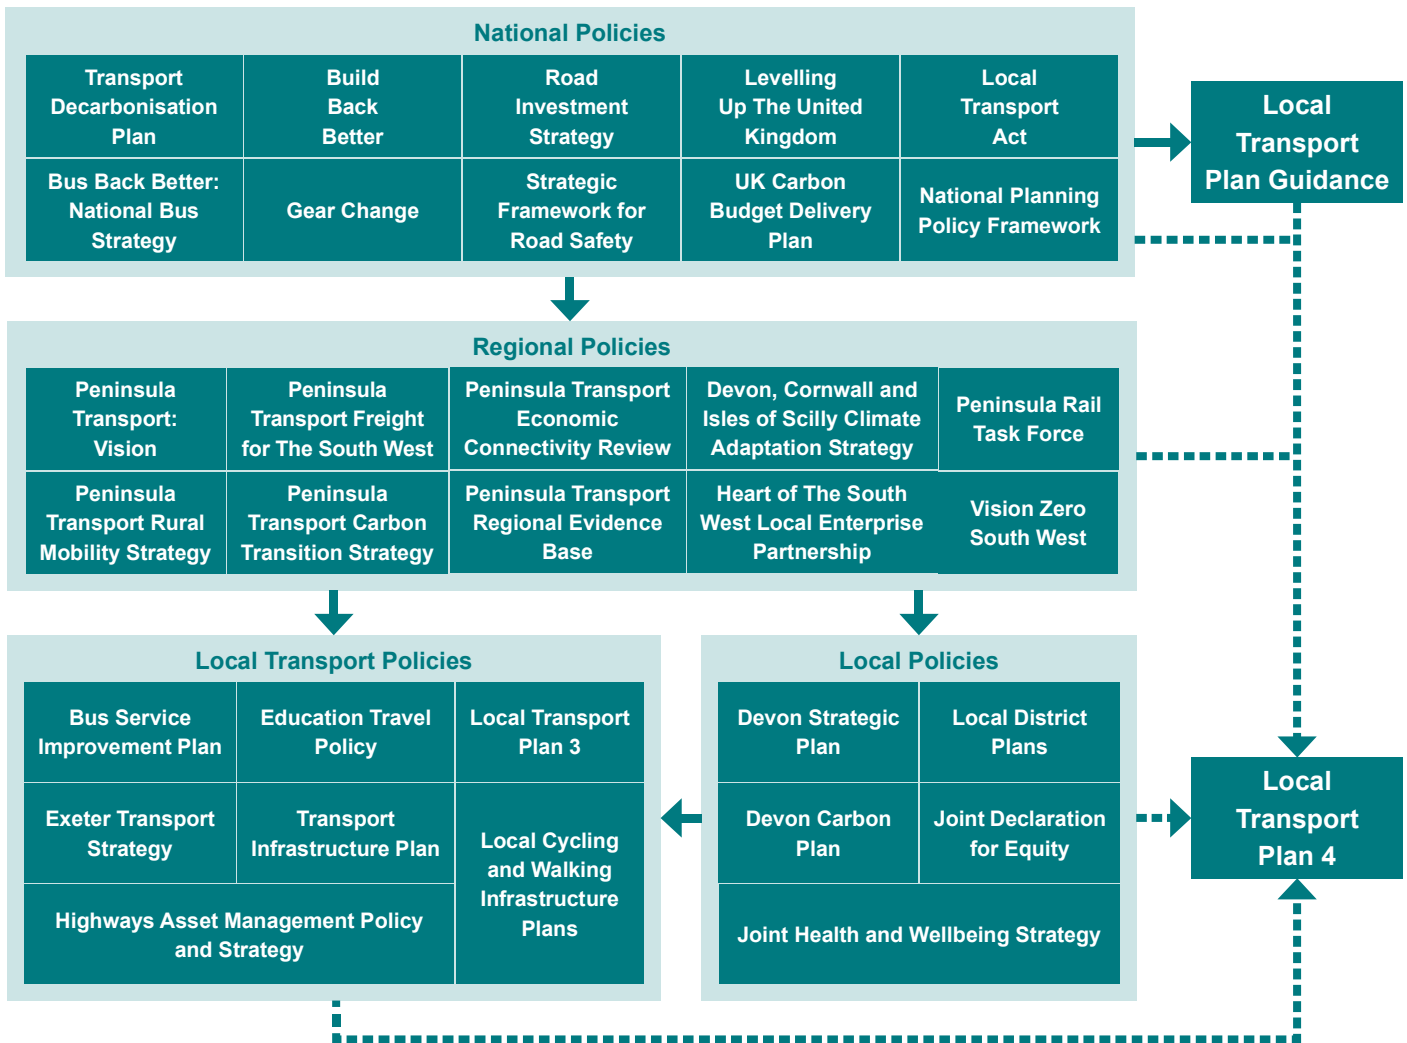 National Policies
Transport
Decarbonisation
Plan
Build
Back
Better
Road
Investment
Strategy
Levelling
Up The United
Kingdom
Local
Transport
Act
Bus Back Better:
National Bus
Strategy
Gear Change
Strategic
Framework for
Road Safety
UK Carbon
Budget Delivery
Plan
National Planning
Policy Framework
Local
Transport
Plan Guidance
Regional Policies
Peninsula
Transport:
Vision
Peninsula
Transport Freight
for The South West
Peninsula Transport
Economic
Connectivity Review
Devon, Cornwall and
Isles of Scilly Climate
Adaptation Strategy
Peninsula Rail
Task Force
Peninsula
Transport Rural
Mobility Strategy
Peninsula
Transport Carbon
Transition Strategy
Peninsula Transport
Regional Evidence
Base
Heart of The South
West Local Enterprise
Partnership
Vision Zero
South West
Local Transport Policies
Bus Service
Improvement Plan
Education Travel
Policy
Local Transport
Plan 3
Exeter Transport
Strategy
Transport
Infrastructure Plan
Local Cycling
and Walking
Infrastructure
Plans
Highways Asset Management Policy
and Strategy
Local Policies
Devon Strategic
Plan
Local District
Plans
Devon Carbon
Plan
Joint Declaration
for Equity
Joint Health and Wellbeing Strategy
Local
Transport
Plan 4